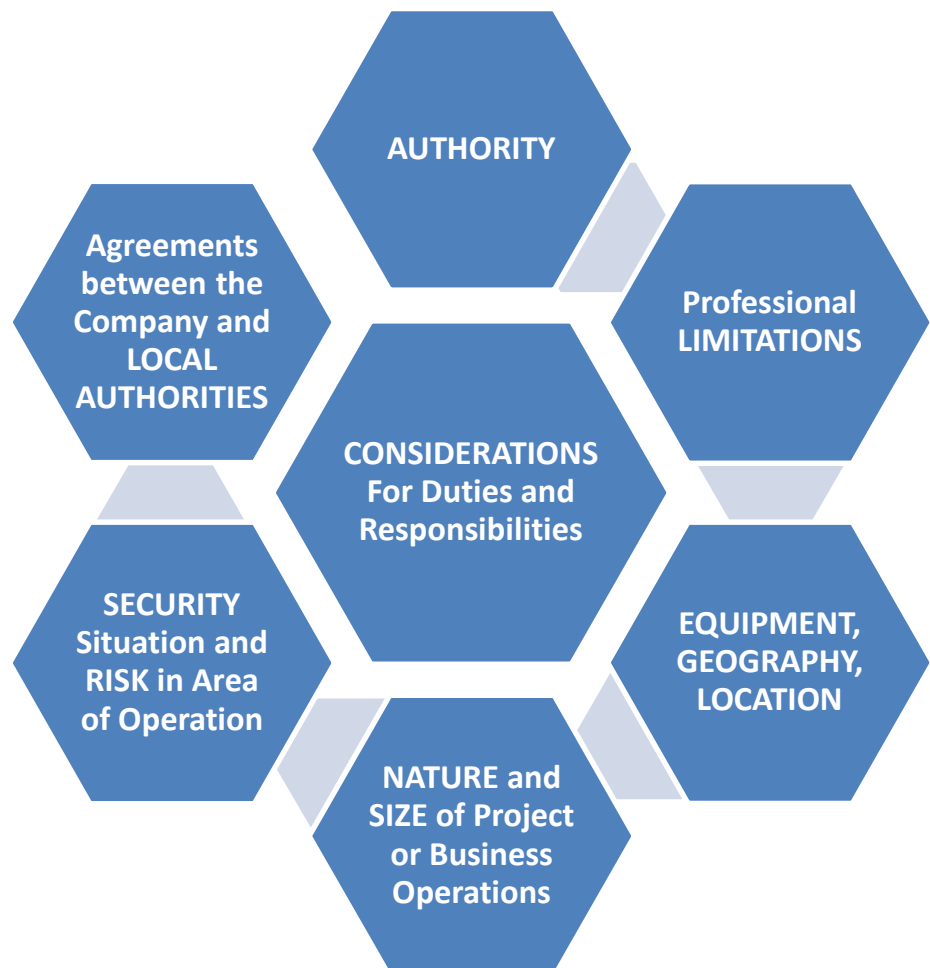 AUTHORITY
Agreements
between the
Company and
LOCAL
AUTHORITIES
Professional
LIMITATIONS
CONSIDERATIONS
For Duties and
Responsibilities
SECURITY
Situation and
RISK in Area
of Operation
EQUIPMENT,
GEOGRAPHY,
LOCATION
NATURE and
SIZE of Project
or Business
Operations